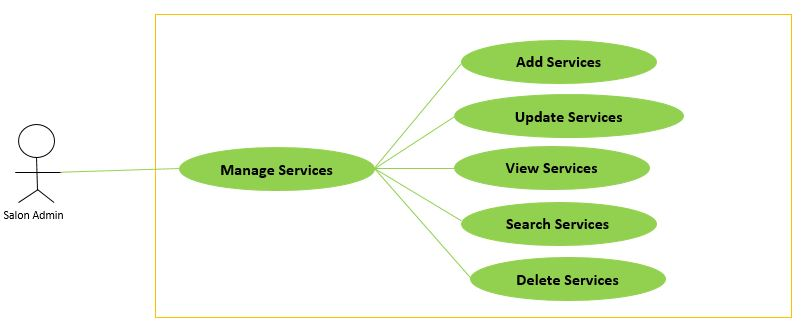 Add Services
Update Services
Manage Services
View Services
Salon Admin
Search Services
Delete Services